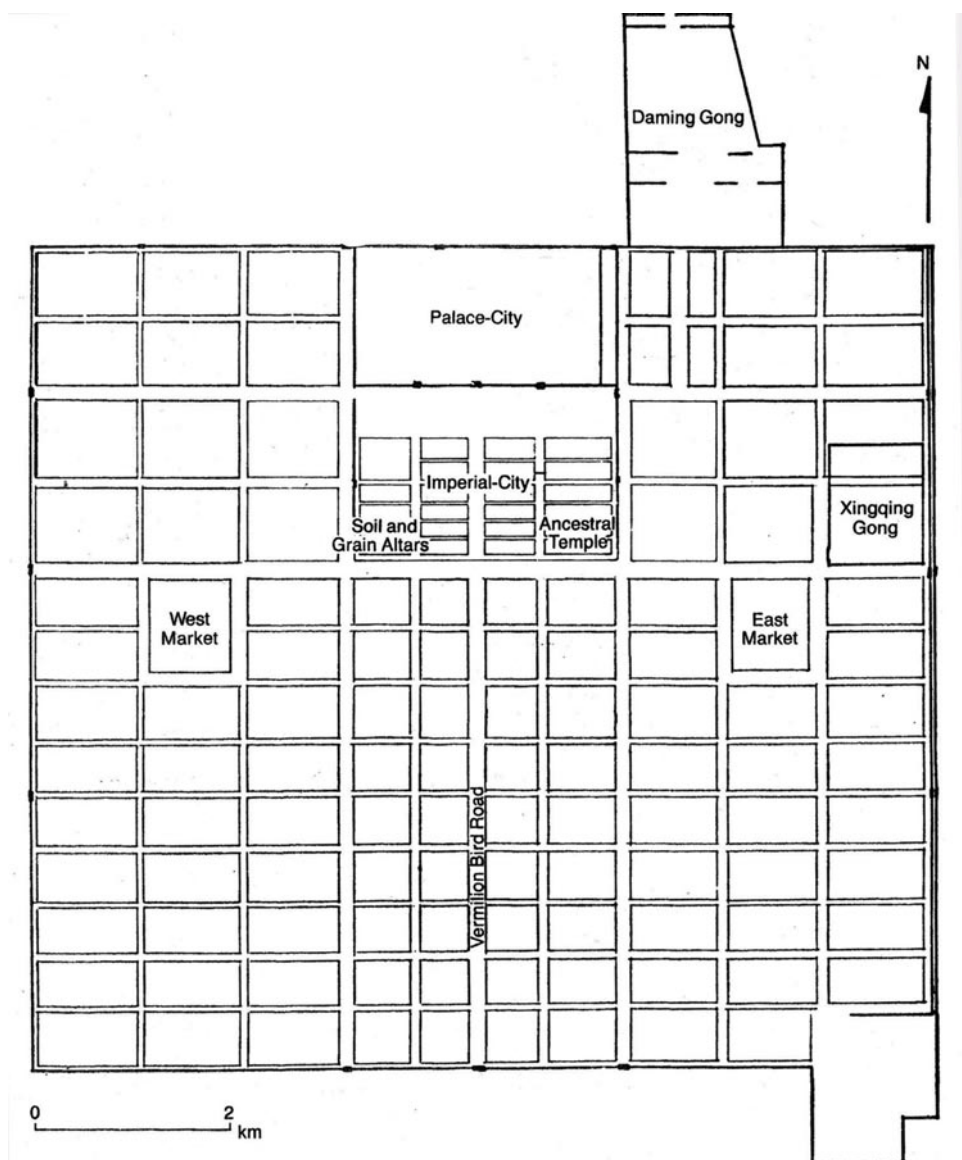 N
Daming Gong
Palace-City
Imperial-City
Xingqing
Gong
Soil and
Grain Altars
Ancestral
Temple
West
Market
East
Market
Vermilion Bird Road
0 2
km